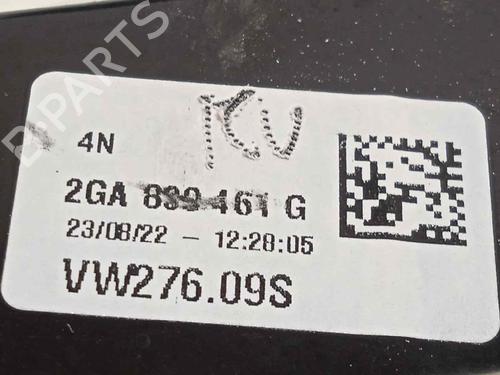 B-PARTS
4N
2GA 839 461 G
23/08/22 - 12:28:05
VW276.09S